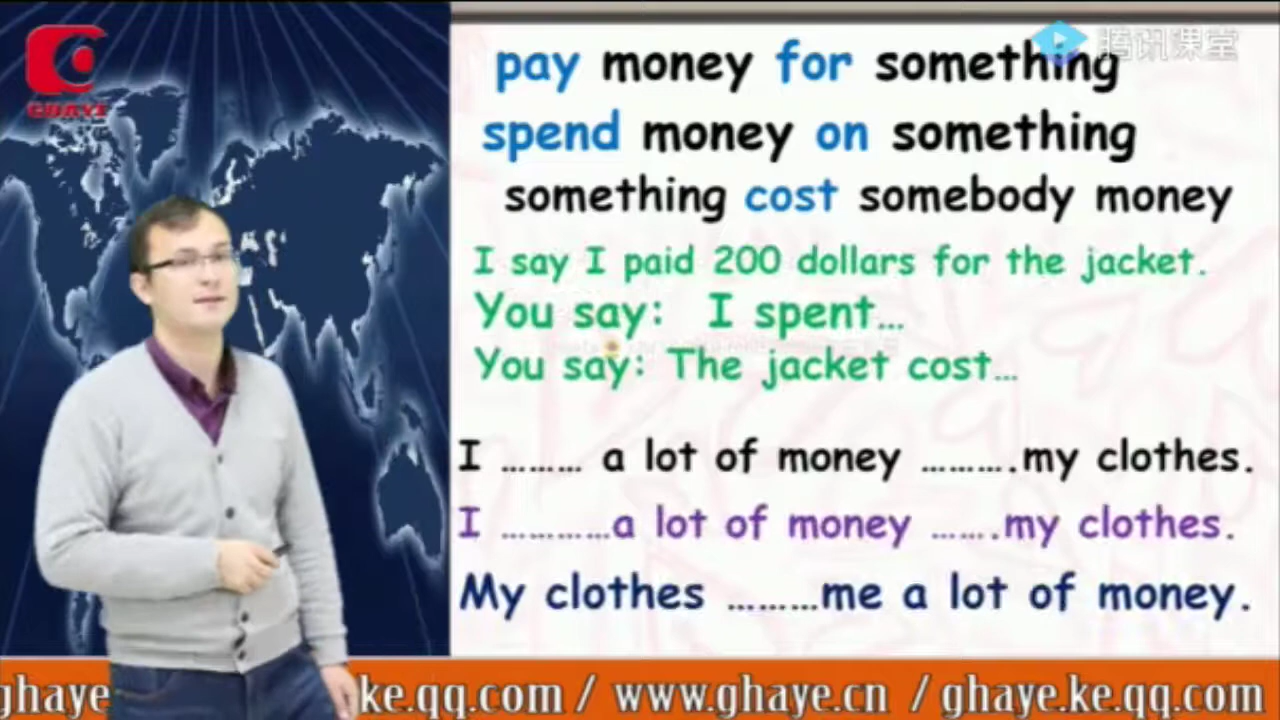 GHAYE
腾讯课堂
pay money for something
spend money on something
something cost somebody money
I say I paid 200 dollars for the jacket.
You say: I spent...
You say: The jacket cost...
I ......... a lot of money ..........my clothes.
I ............a lot of money .......my clothes.
My clothes .........me a lot of money.
ghaye ke.qq.com / www.ghaye.cn / ghaye.ke.qq.com